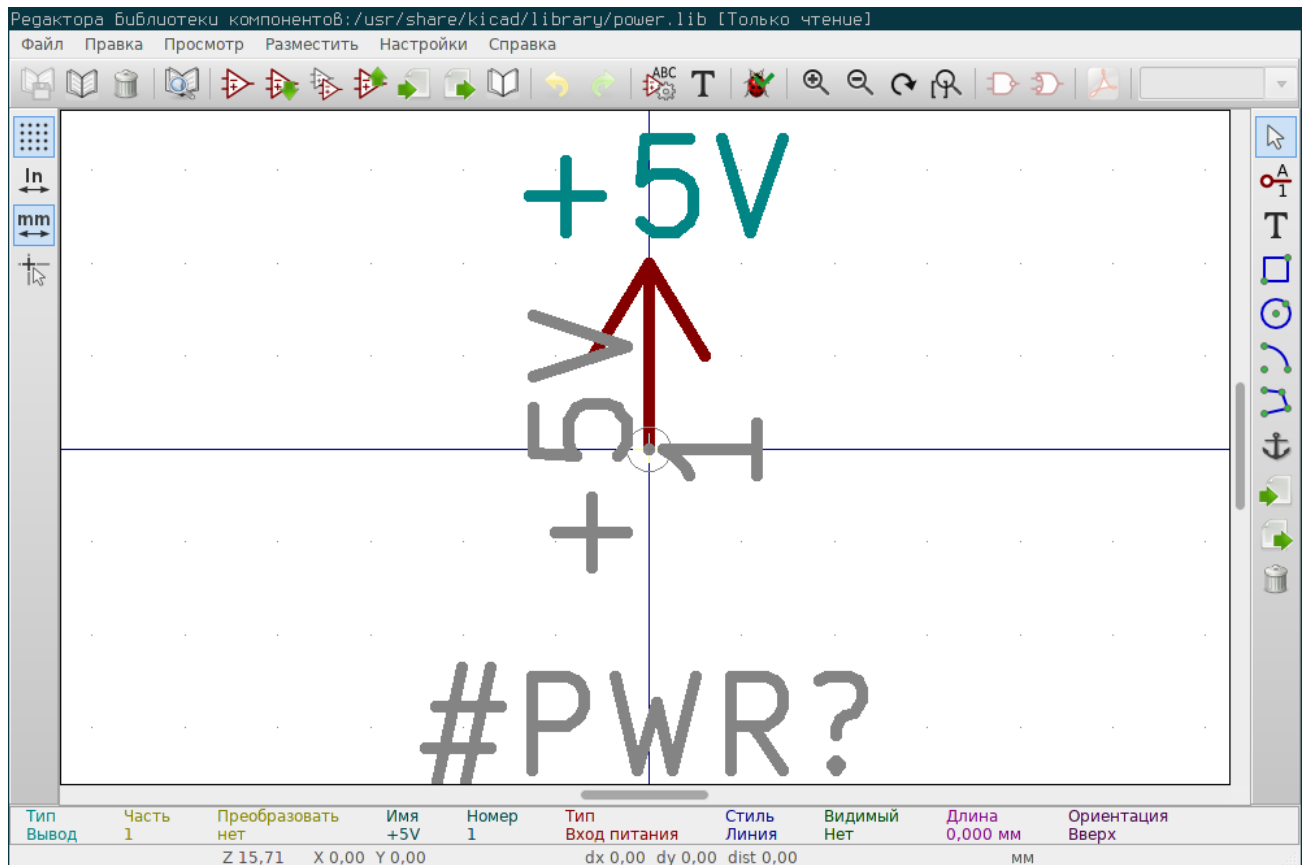 Редактора Библиотеки компонентов:/usr/share/kicad/library/power.lib [Только чтение]
Файл Правка Просмотр Разместить Настройки Справка
ABC
T
In
mm
A
1
T
+5V
+5V
1
#PWR?
Тип Часть Преобразовать Имя Номер Тип Стиль Видимый Длина Ориентация
Вывод 1 нет +5V 1 Вход питания Линия Нет 0,000 мм Вверх
Z 15,71 X 0,00 Y 0,00 dx 0,00 dy 0,00 dist 0,00 мм